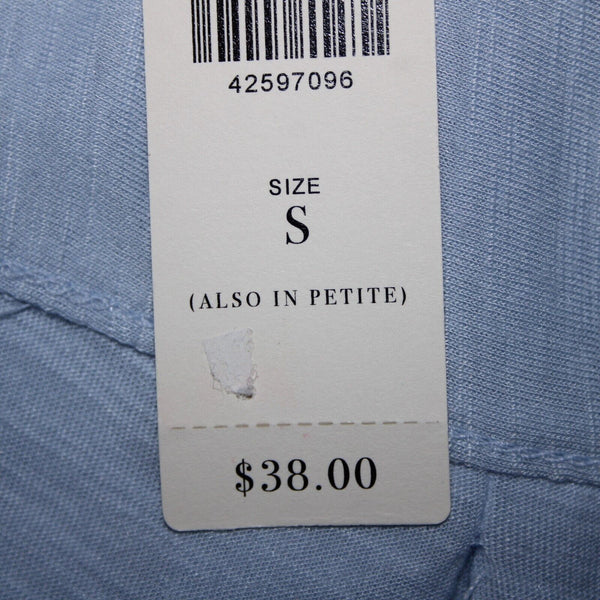 42597096
SIZE
S
(ALSO IN PETITE)
$38.00